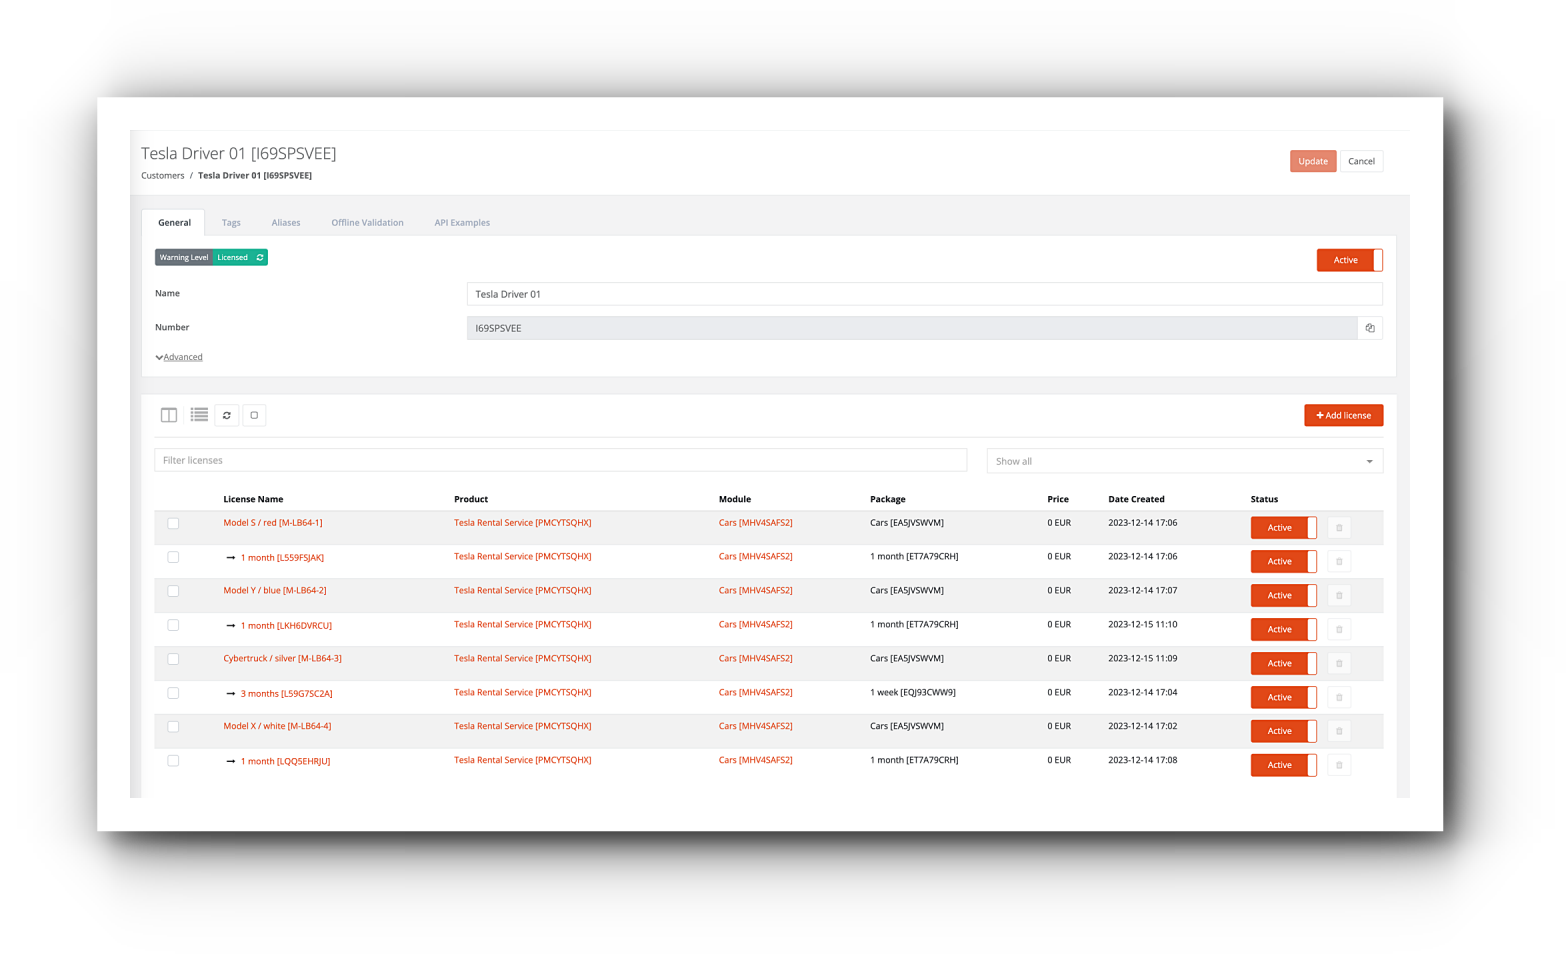 Tesla Driver 01 [I69SPSVEE]
Update Cancel
Customers / Tesla Driver 01 [I69SPSVEE]
General Tags Aliases Offline Validation API Examples
Warning Level Licensed
Active
Name Tesla Driver 01
Number I69SPSVEE
Advanced
+ Add license
Filter licenses Show all
License Name Product Module Package Price Date Created Status
Model S / red [M-LB64-1] Tesla Rental Service [PMCYTSQHX] Cars [MHV4SAFS2] Cars [EA5JVSWVM] 0 EUR 2023-12-14 17:06 Active
→ 1 month [L559FSJAK] Tesla Rental Service [PMCYTSQHX] Cars [MHV4SAFS2] 1 month [ET7A79CRH] 0 EUR 2023-12-14 17:06 Active
Model Y / blue [M-LB64-2] Tesla Rental Service [PMCYTSQHX] Cars [MHV4SAFS2] Cars [EA5JVSWVM] 0 EUR 2023-12-14 17:07 Active
→ 1 month [LKH6DVRCU] Tesla Rental Service [PMCYTSQHX] Cars [MHV4SAFS2] 1 month [ET7A79CRH] 0 EUR 2023-12-15 11:10 Active
Cybertruck / silver [M-LB64-3] Tesla Rental Service [PMCYTSQHX] Cars [MHV4SAFS2] Cars [EA5JVSWVM] 0 EUR 2023-12-15 11:09 Active
→ 3 months [L59G7SC2A] Tesla Rental Service [PMCYTSQHX] Cars [MHV4SAFS2] 1 week [EQJ93CWW9] 0 EUR 2023-12-14 17:04 Active
Model X / white [M-LB64-4] Tesla Rental Service [PMCYTSQHX] Cars [MHV4SAFS2] Cars [EA5JVSWVM] 0 EUR 2023-12-14 17:02 Active
→ 1 month [LQQ5EHRJU] Tesla Rental Service [PMCYTSQHX] Cars [MHV4SAFS2] 1 month [ET7A79CRH] 0 EUR 2023-12-14 17:08 Active